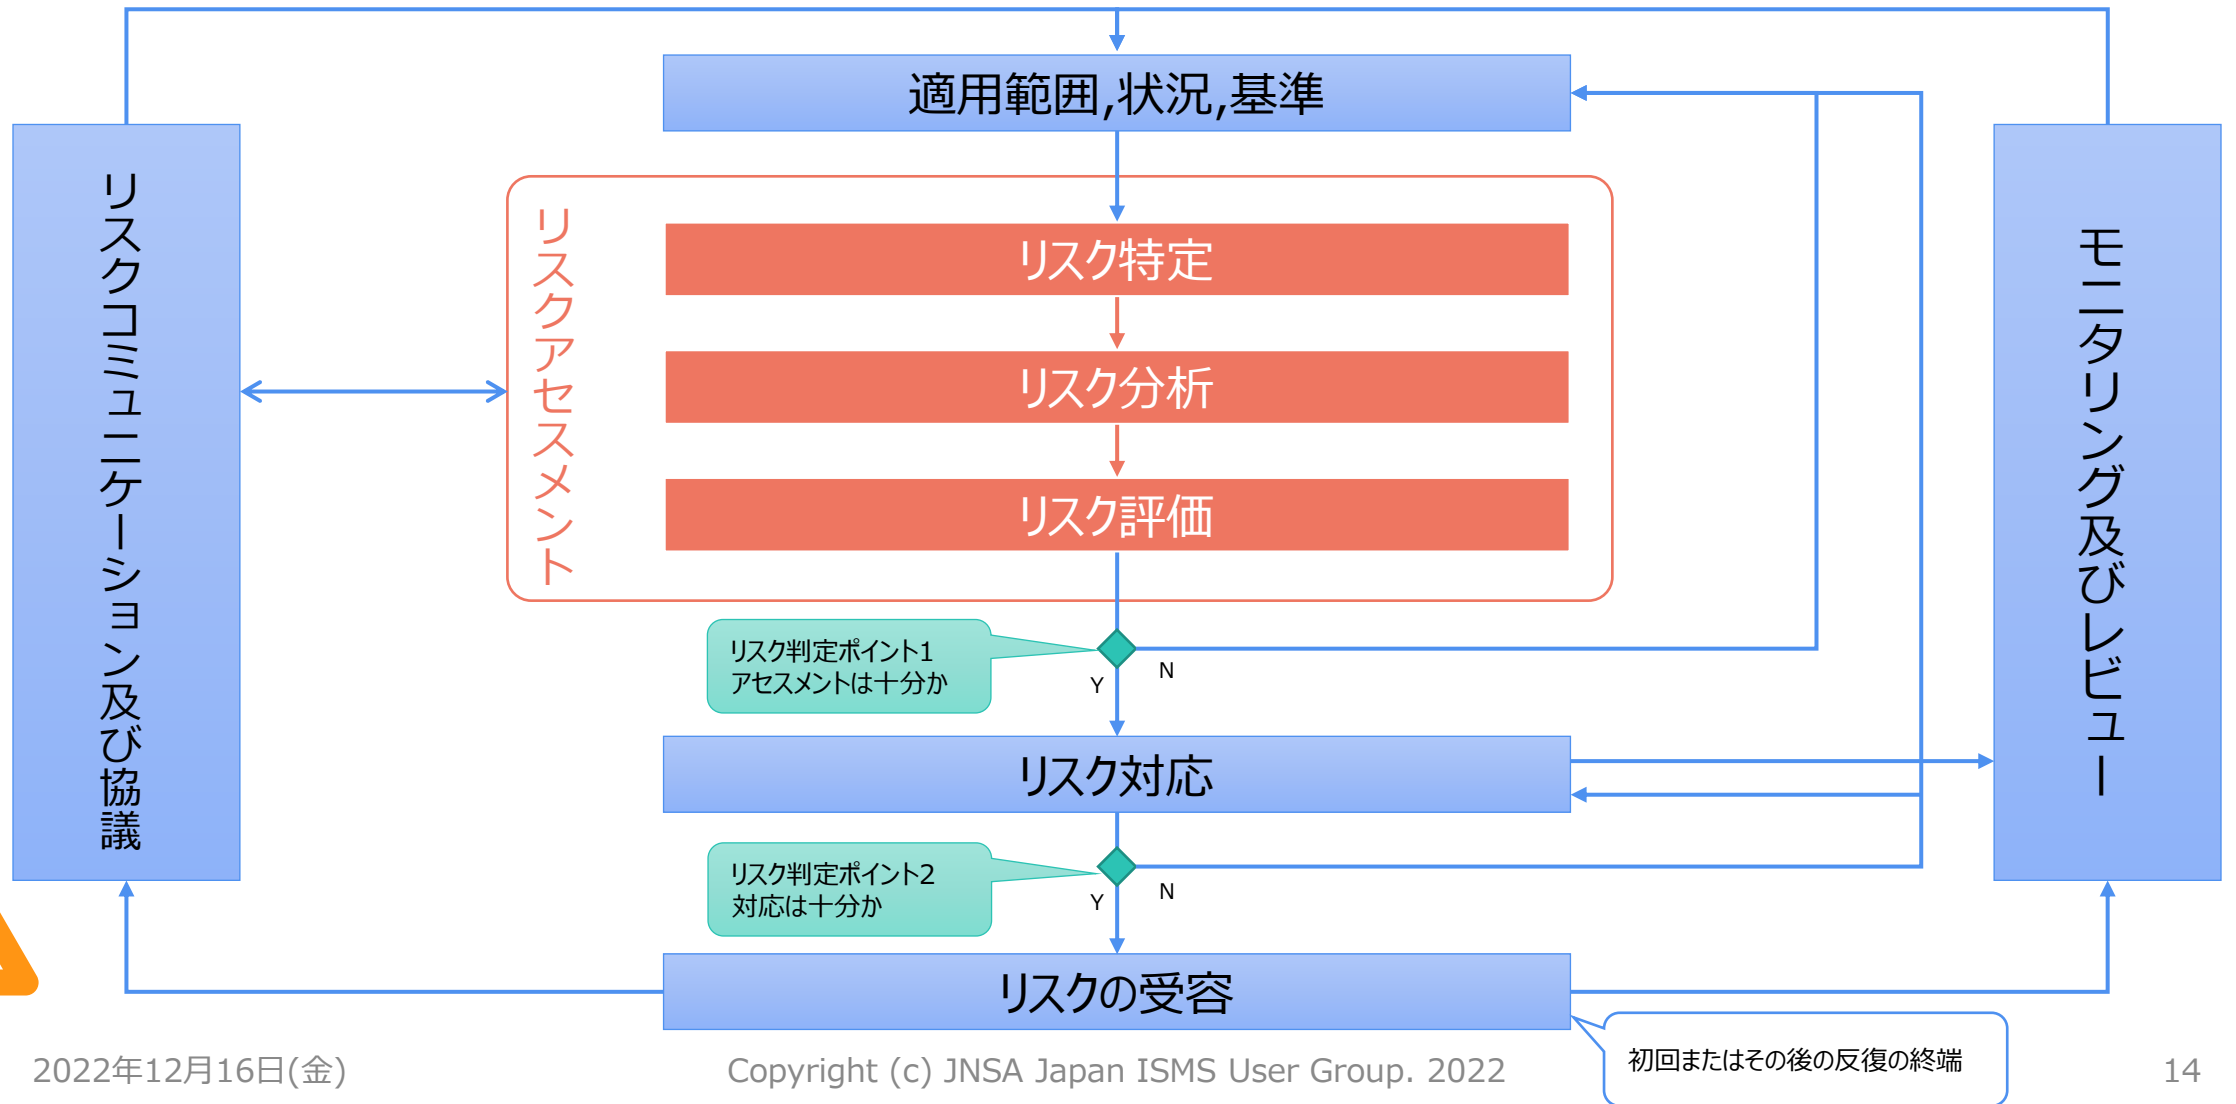 適用範囲,状況,基準
リスクコミュニケーション及び協議
リスクアセスメント
リスク特定
リスク分析
リスク評価
モニタリング及びレビュー
リスク判定ポイント1
アセスメントは十分か
Y
N
リスク対応
リスク判定ポイント2
対応は十分か
Y
N
リスクの受容
初回またはその後の反復の終端
2022年12月16日(金)
Copyright (c) JNSA Japan ISMS User Group. 2022
14